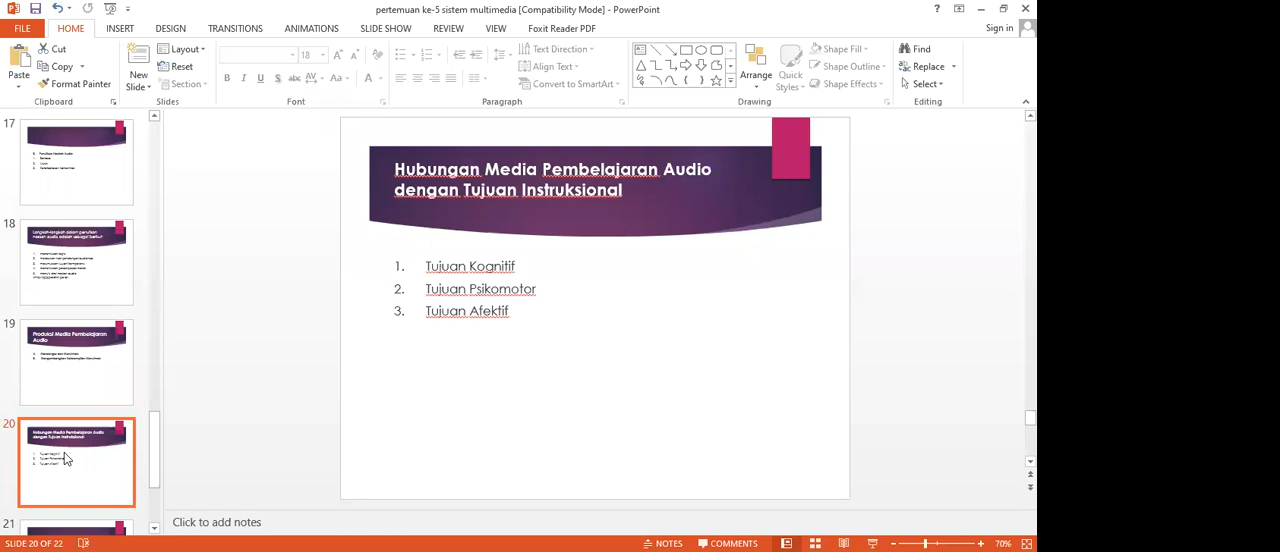 pertemuan ke-5 sistem multimedia [Compatibility Mode] - PowerPoint
FILE HOME INSERT DESIGN TRANSITIONS ANIMATIONS SLIDE SHOW REVIEW VIEW Foxit Reader PDF Sign in
Paste
Cut
Copy
Format Painter
Clipboard
New Slide
Layout
Reset
Section
Slides
18
Font
Text Direction
Align Text
Convert to SmartArt
Paragraph
Arrange
Quick Styles
Shape Fill
Shape Outline
Shape Effects
Drawing
Find
Replace
Select
Editing
17
18
19
Produksi Media Pembelajaran
Audio
20
Hubungan Media Pembelajaran Audio
dengan Tujuan Instruksional
21
Hubungan Media Pembelajaran Audio
dengan Tujuan Instruksional
1. Tujuan Kognitif
2. Tujuan Psikomotor
3. Tujuan Afektif
Click to add notes
SLIDE 20 OF 22 NOTES COMMENTS 70%